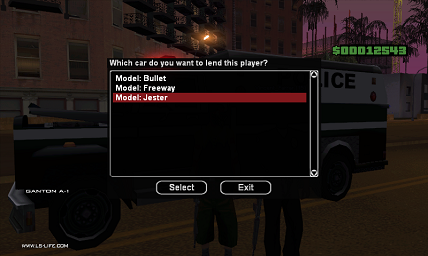 $00012543
Which car do you want to lend this player?
Model: Bullet
Model: Freeway
Model: Jester
ICE
Select
Exit
GANTON A-1
WWW.LS-LIFE.COM